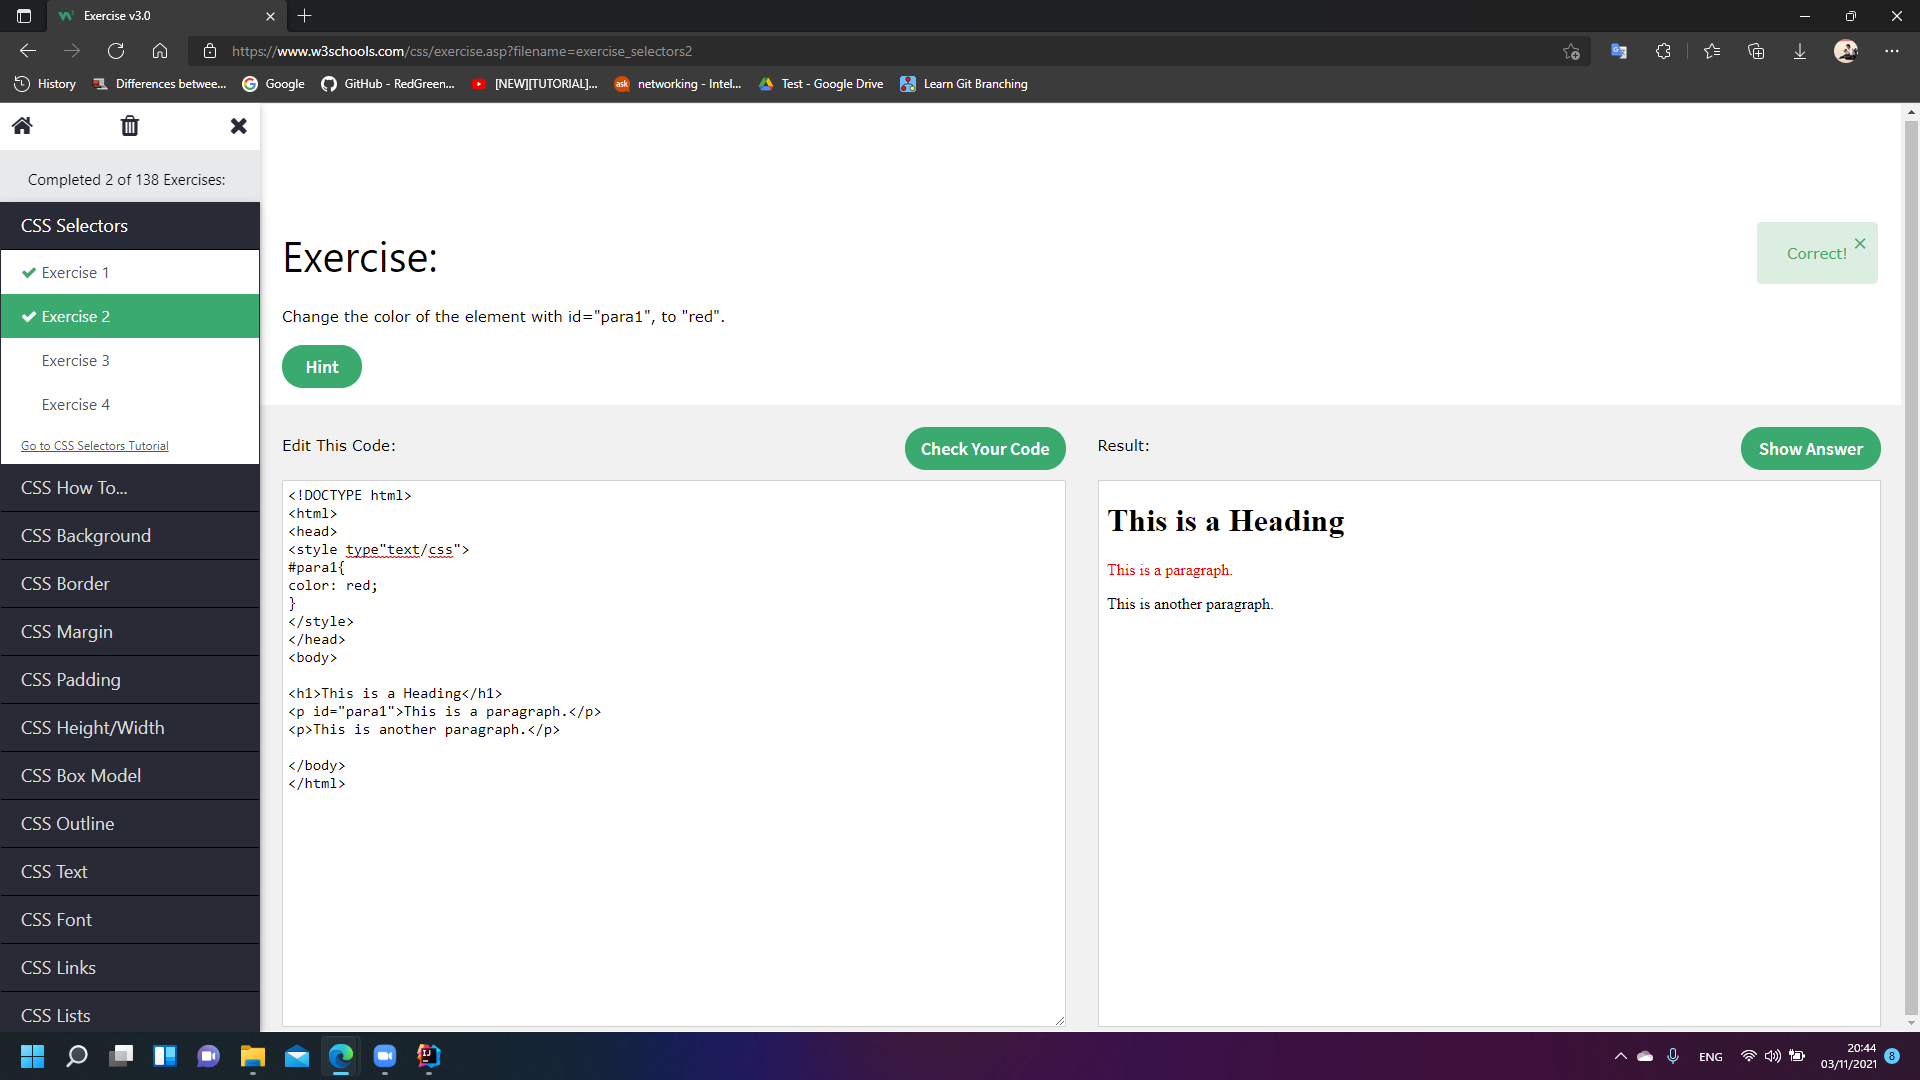 Exercise v3.0
https://www.w3schools.com/css/exercise.asp?filename=exercise_selectors2
History
Differences betwee...
Google
GitHub - RedGreen...
[NEW][TUTORIAL]...
ask
networking - Intel...
Test - Google Drive
Learn Git Branching
Completed 2 of 138 Exercises:
CSS Selectors
Exercise 1
Exercise 2
Exercise 3
Exercise 4
Go to CSS Selectors Tutorial
CSS How To...
CSS Background
CSS Border
CSS Margin
CSS Padding
CSS Height/Width
CSS Box Model
CSS Outline
CSS Text
CSS Font
CSS Links
CSS Lists
Exercise:
Correct!
Change the color of the element with id="para1", to "red".
Hint
Edit This Code:
Check Your Code
Result:
Show Answer
<!DOCTYPE html>
<html>
<head>
<style type"text/css">
#para1{
color: red;
}
</style>
</head>
<body>
<h1>This is a Heading</h1>
<p id="para1">This is a paragraph.</p>
<p>This is another paragraph.</p>
</body>
</html>
This is a Heading
This is a paragraph.
This is another paragraph.
ENG
20:44
03/11/2021
8